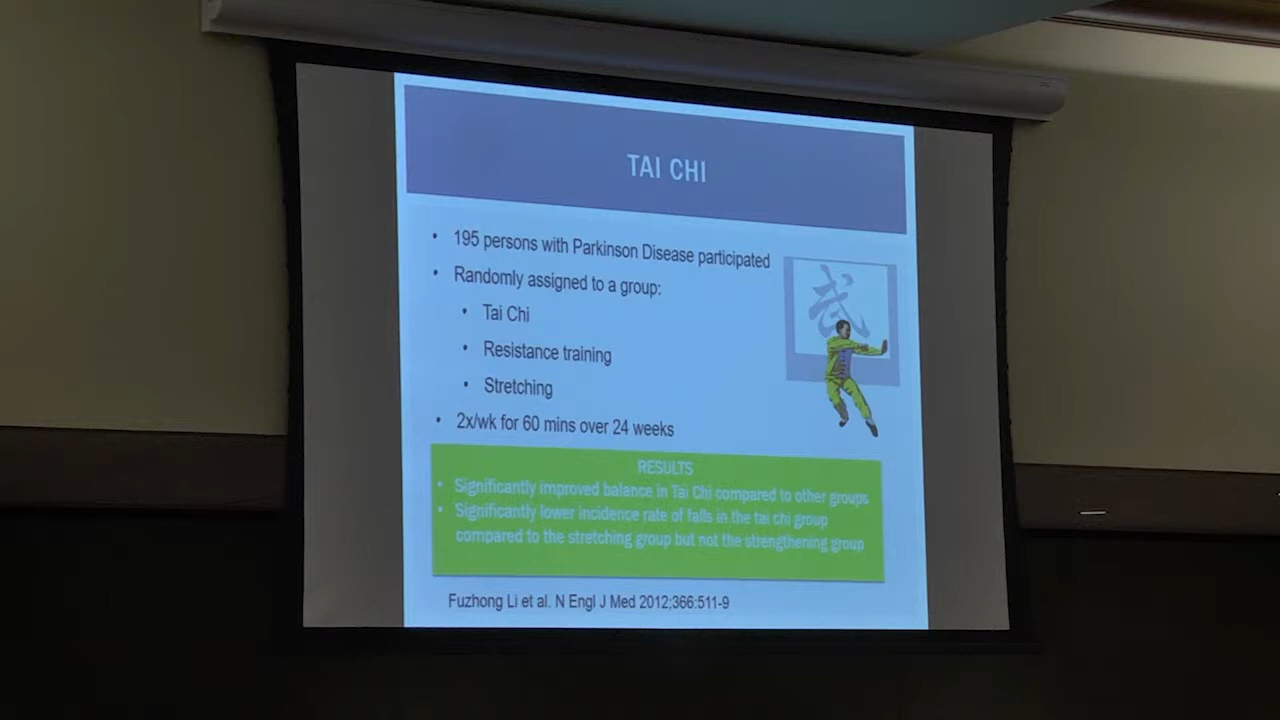 TAI CHI
• 195 persons with Parkinson Disease participated
• Randomly assigned to a group:
• Tai Chi
• Resistance training
• Stretching
• 2x/wk for 60 mins over 24 weeks
武
RESULTS
• Significantly improved balance in Tai Chi compared to other groups
• Significantly lower incidence rate of falls in the tai chi group
compared to the stretching group but not the strengthening group
Fuzhong Li et al. N Engl J Med 2012;366:511-9